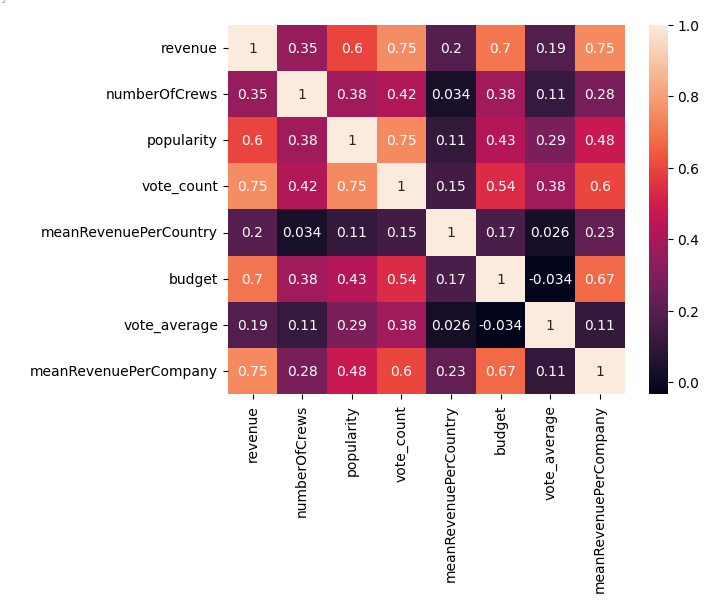 revenue 1 0.35 0.6 0.75 0.2 0.7 0.19 0.75
numberOfCrews 0.35 1 0.38 0.42 0.034 0.38 0.11 0.28
popularity 0.6 0.38 1 0.75 0.11 0.43 0.29 0.48
vote_count 0.75 0.42 0.75 1 0.15 0.54 0.38 0.6
meanRevenuePerCountry 0.2 0.034 0.11 0.15 1 0.17 0.026 0.23
budget 0.7 0.38 0.43 0.54 0.17 1 -0.034 0.67
vote_average 0.19 0.11 0.29 0.38 0.026 -0.034 1 0.11
meanRevenuePerCompany 0.75 0.28 0.48 0.6 0.23 0.67 0.11 1
revenue
numberOfCrews
popularity
vote_count
meanRevenuePerCountry
budget
vote_average
meanRevenuePerCompany
1.0
0.8
0.6
0.4
0.2
0.0